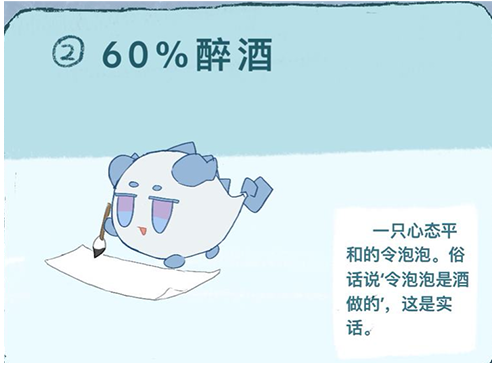 ② 60%醉酒
一只心态平
和的令泡泡。俗
话说‘令泡泡是酒
做的’，这是实
话。